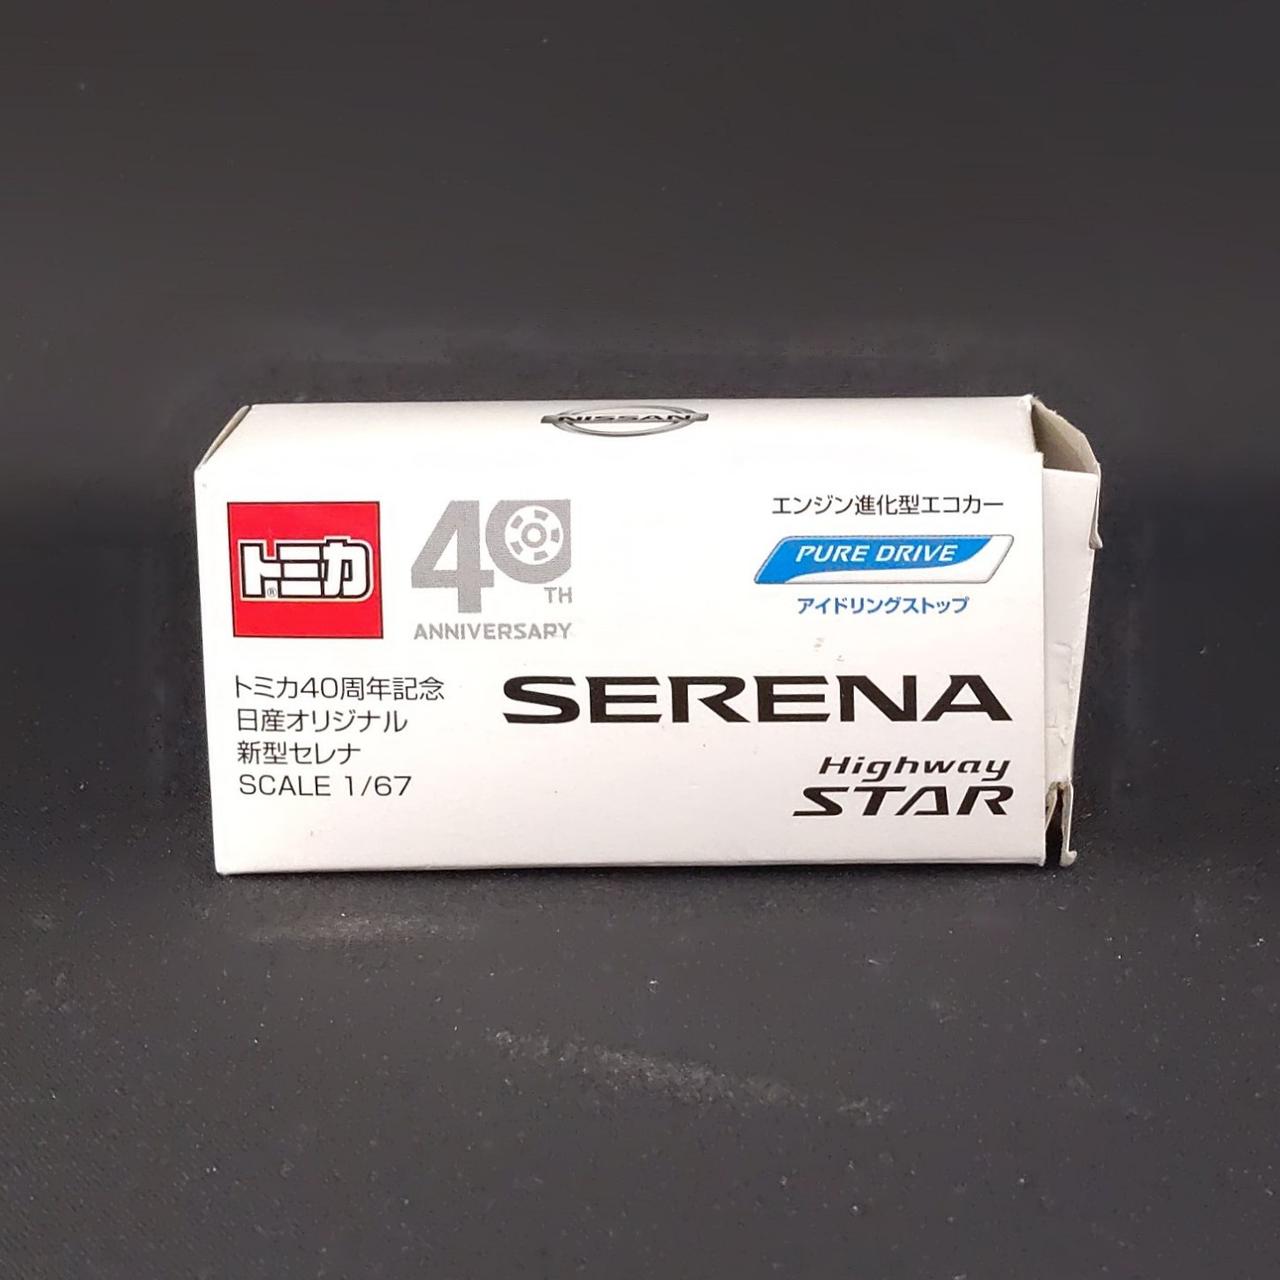 NISSAN
トミカ®
40TH
ANNIVERSARY
トミカ40周年記念
日産オリジナル
新型セレナ
SCALE 1/67
エンジン進化型エコカー
PURE DRIVE
アイドリングストップ
SERENA
Highway
STAR